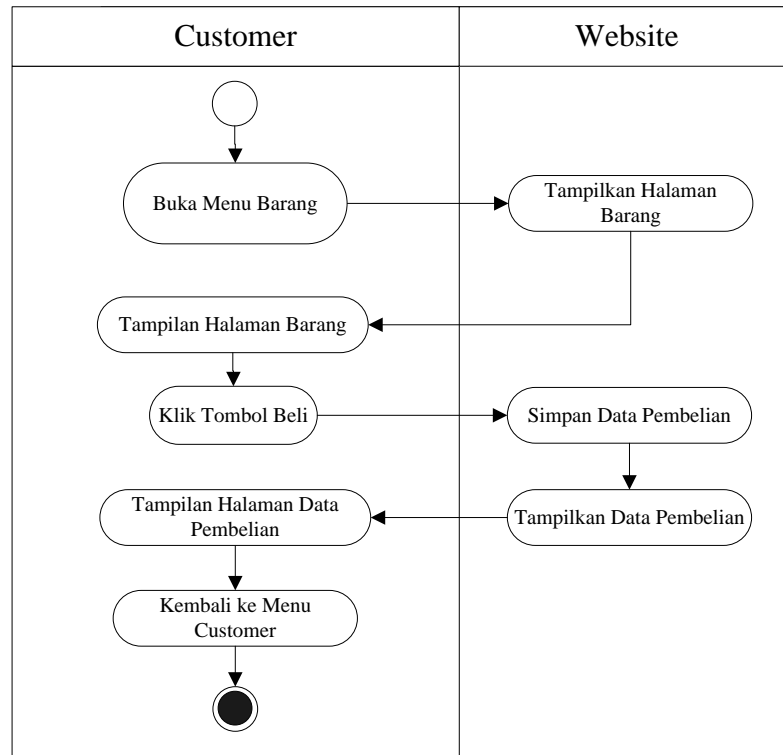 Customer
Website
Buka Menu Barang
Tampilkan Halaman
Barang
Tampilan Halaman Barang
Klik Tombol Beli
Simpan Data Pembelian
Tampilkan Data Pembelian
Tampilan Halaman Data
Pembelian
Kembali ke Menu
Customer